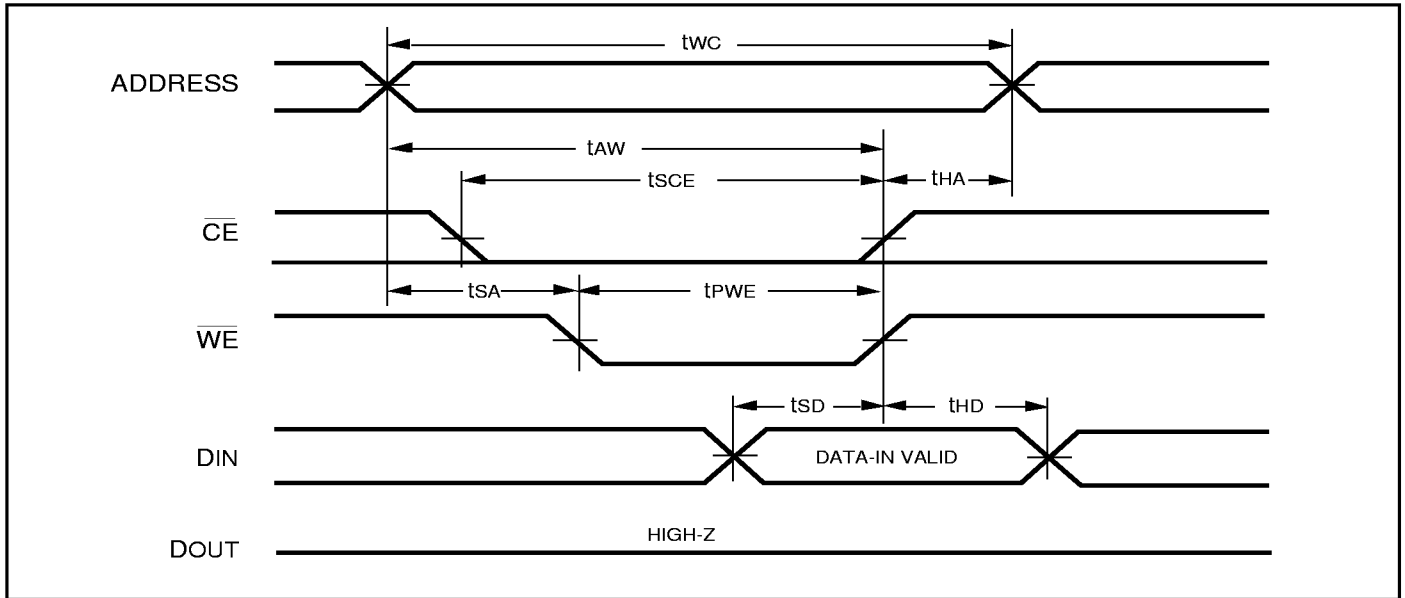 tWC
ADDRESS
tAW
tSCE
tHA
CE
tSA
tPWE
WE
tSD
tHD
DIN
DATA-IN VALID
HIGH-Z
DOUT